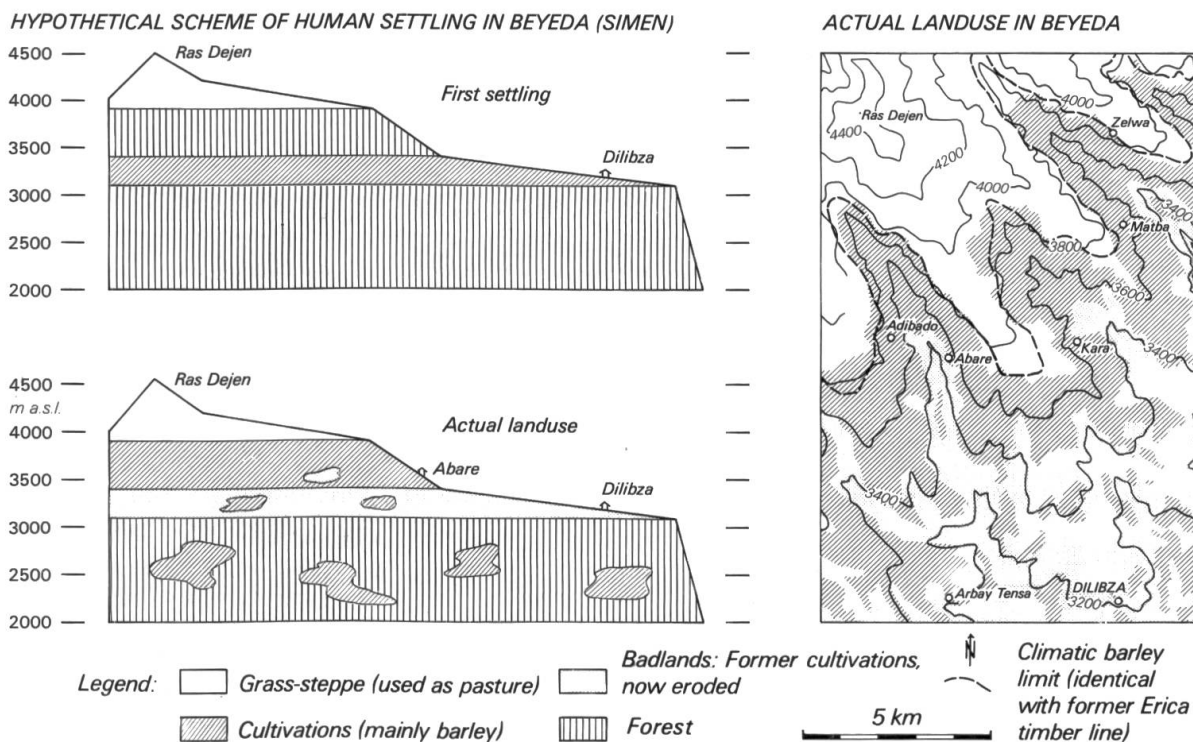 HYPOTHETICAL SCHEME OF HUMAN SETTLING IN BEYEDA (SIMEN)
4500
Ras Dejen
4000
First settling
3500
Dilibza
3000
2500
2000
Ras Dejen
4500
m a.s.l.
4000
Actual landuse
Abare
3500
Dilibza
3000
2500
2000
ACTUAL LANDUSE IN BEYEDA
4000
Ras Dejen
Zelwa
4400
4200
4000
3400
Matba
3800
3600
Adibado
Kara
3400
Abare
3400
Arbay Tensa
DILIBZA
3200
Legend:
Grass-steppe (used as pasture)
Badlands: Former cultivations,
now eroded
Cultivations (mainly barley)
Forest
N
5 km
Climatic barley
limit (identical
with former Erica
timber line)